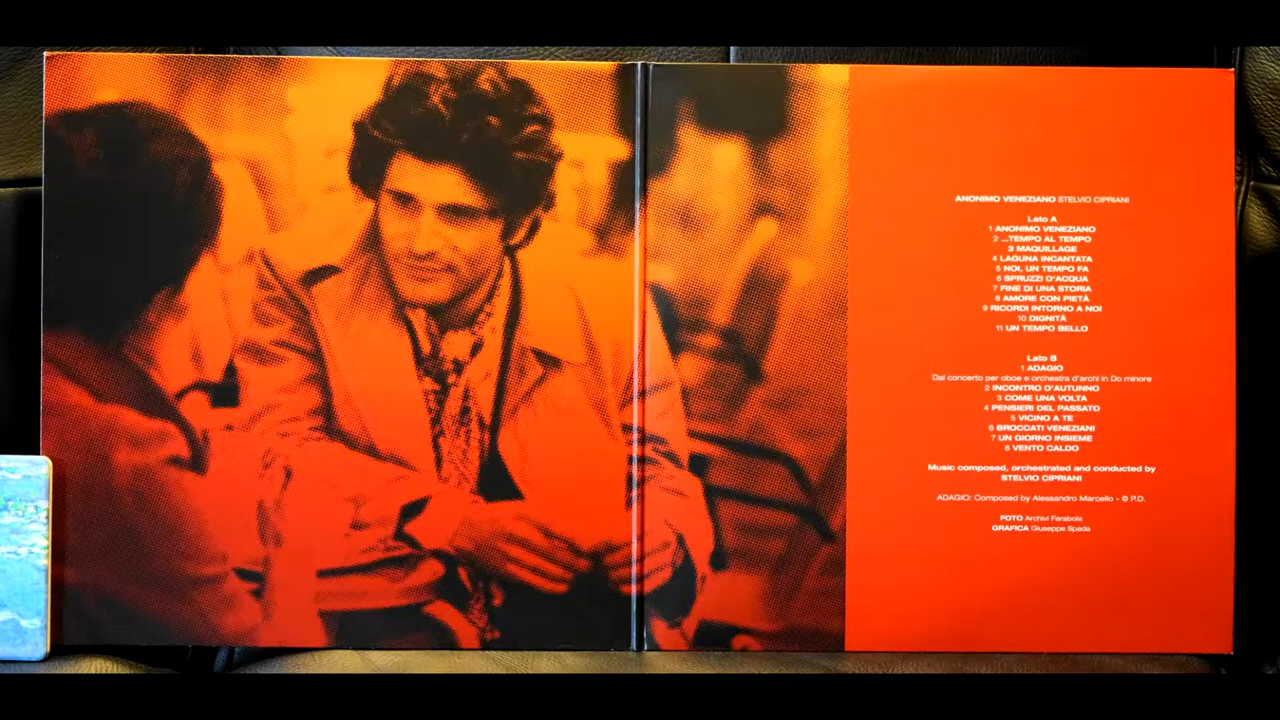 ANONIMO VENEZIANO STELVIO CIPRIANI
Lato A
1 ANONIMO VENEZIANO
2 ...TEMPO AL TEMPO
3 MAQUILLAGE
4 LAGUNA INCANTATA
5 NOI, UN TEMPO FA
6 SPRUZZI D'ACQUA
7 FINE DI UNA STORIA
8 AMORE CON PIETÀ
9 RICORDI INTORNO A NOI
10 DIGNITÀ
11 UN TEMPO BELLO
Lato B
1 ADAGIO
Dal concerto per oboe e orchestra d'archi in Do minore
2 INCONTRO D'AUTUNNO
3 COME UNA VOLTA
4 PENSIERI DEL PASSATO
5 VICINO A TE
6 BROCCATI VENEZIANI
7 UN GIORNO INSIEME
8 VENTO CALDO
Music composed, orchestrated and conducted by
STELVIO CIPRIANI
ADAGIO: Composed by Alessandro Marcello - © P.D.
FOTO Archivi Farabola
GRAFICA Giuseppe Spada